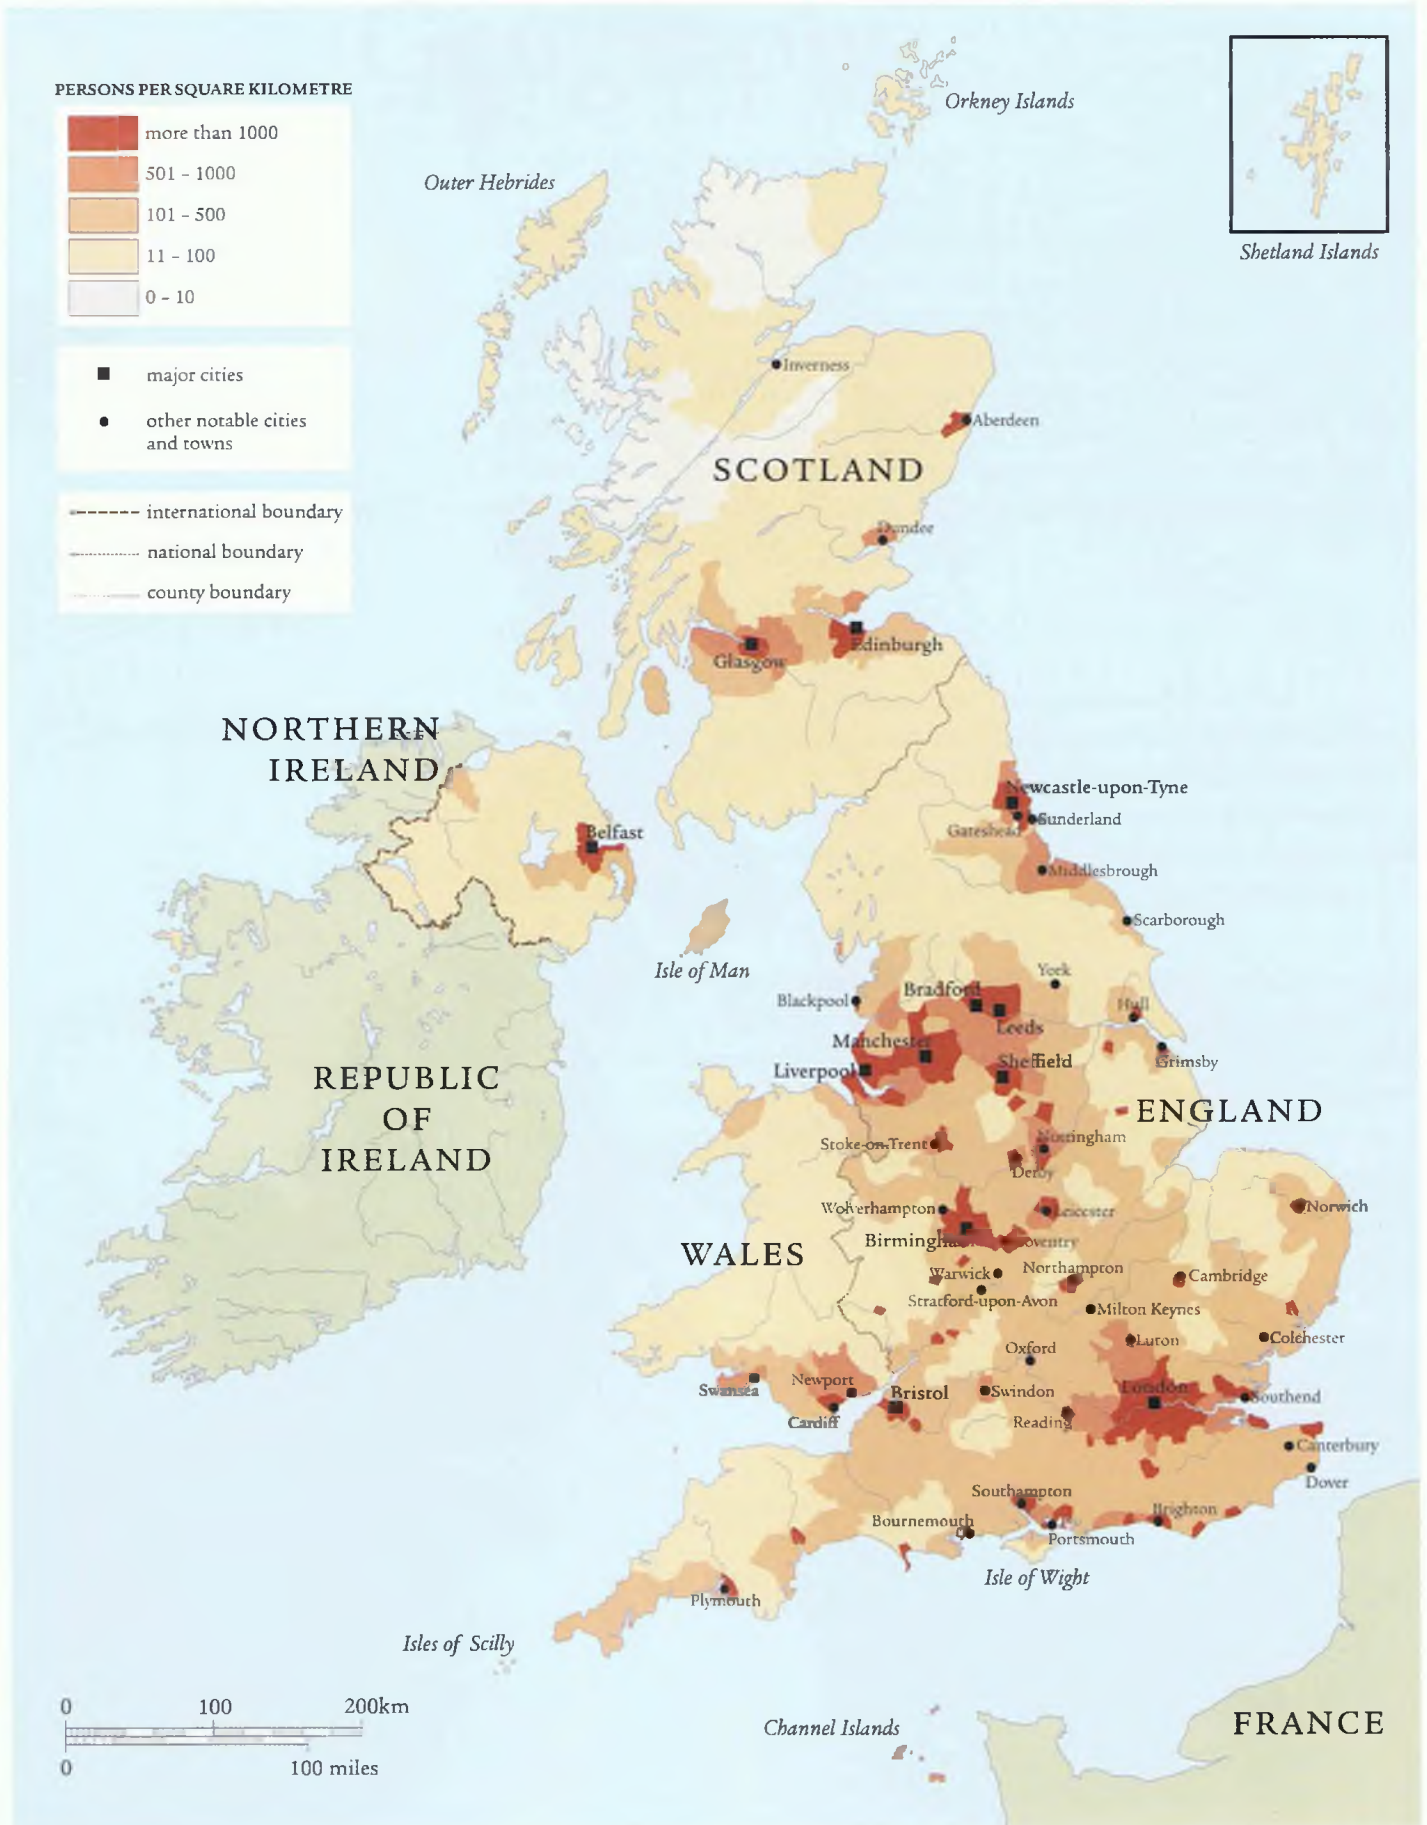 PERSONS PER SQUARE KILOMETRE
more than 1000
501 - 1000
101 - 500
11 - 100
0 - 10
major cities
other notable cities
and towns
international boundary
national boundary
county boundary
Orkney Islands
Outer Hebrides
Shetland Islands
Inverness
Aberdeen
SCOTLAND
Dundee
Edinburgh
Glasgow
NORTHERN
IRELAND
Newcastle-upon-Tyne
Sunderland
Gateshead
Belfast
Middlesbrough
Scarborough
Isle of Man
York
Blackpool
Bradford
Hull
Leeds
Manchester
Sheffield
Grimsby
Liverpool
REPUBLIC
OF
IRELAND
ENGLAND
Nottingham
Stoke-on-Trent
Derby
Norwich
Wolverhampton
Leicester
WALES
Birmingham
Coventry
Warwick
Northampton
Cambridge
Stratford-upon-Avon
Milton Keynes
Luton
Colchester
Oxford
Newport
London
Swansea
Bristol
Swindon
Southend
Cardiff
Reading
Canterbury
Dover
Southampton
Brighton
Bournemouth
Portsmouth
Isle of Wight
Plymouth
Isles of Scilly
0 100 200km
0 100 miles
Channel Islands
FRANCE